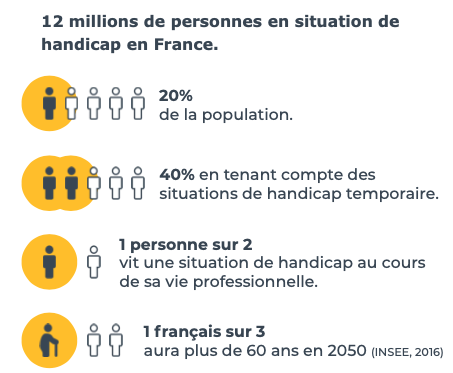 12 millions de personnes en situation de
handicap en France.
20%
de la population.
40% en tenant compte des
situations de handicap temporaire.
1 personne sur 2
vit une situation de handicap au cours
de sa vie professionnelle.
1 français sur 3
aura plus de 60 ans en 2050 (INSEE, 2016)